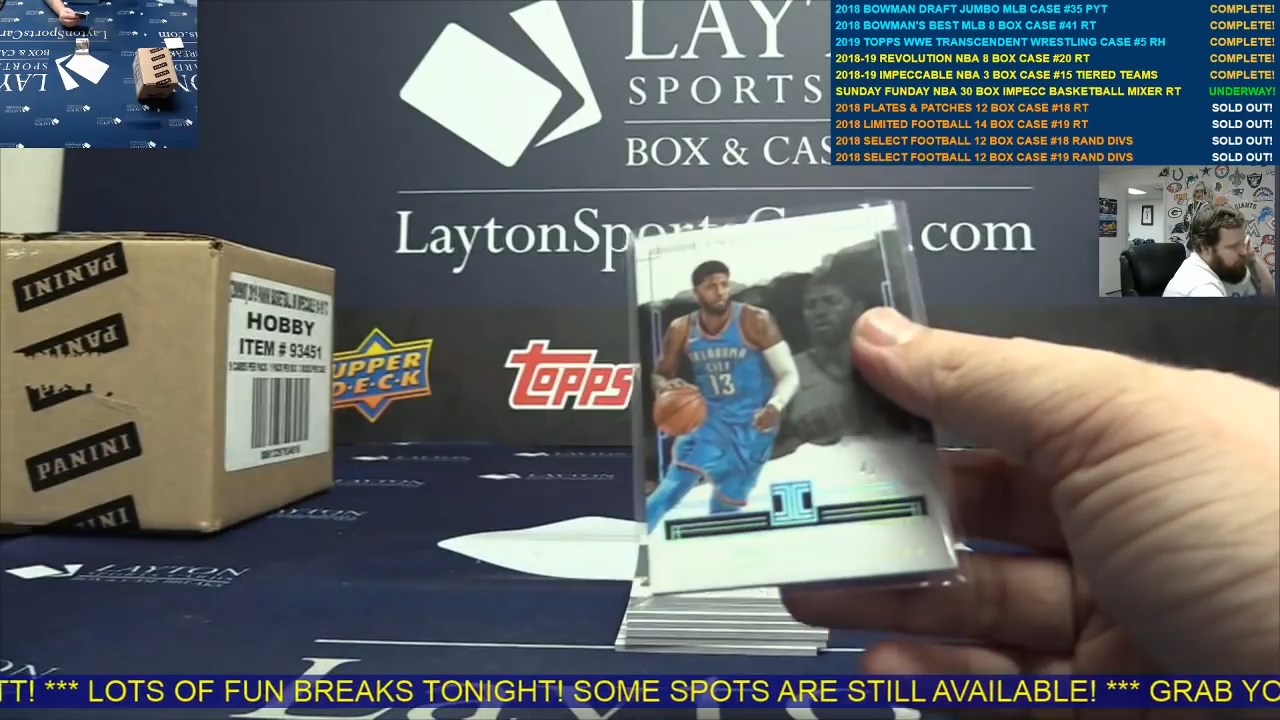 2018 BOWMAN DRAFT JUMBO MLB CASE #35 PYT COMPLETE!
2018 BOWMAN'S BEST MLB 8 BOX CASE #41 RT COMPLETE!
2019 TOPPS WWE TRANSCENDENT WRESTLING CASE #5 RH COMPLETE!
2018-19 REVOLUTION NBA 8 BOX CASE #20 RT COMPLETE!
2018-19 IMPECCABLE NBA 3 BOX CASE #15 TIERED TEAMS COMPLETE!
SUNDAY FUNDAY NBA 30 BOX IMPECC BASKETBALL MIXER RT UNDERWAY!
2018 PLATES & PATCHES 12 BOX CASE #18 RT SOLD OUT!
2018 LIMITED FOOTBALL 14 BOX CASE #19 RT SOLD OUT!
2018 SELECT FOOTBALL 12 BOX CASE #18 RAND DIVS SOLD OUT!
2018 SELECT FOOTBALL 12 BOX CASE #19 RAND DIVS SOLD OUT!
LAY
SPORTS
BOX & CAS
LaytonSportsCards.com
PANINI
PANINI
PANINI
HOBBY
ITEM # 93451
UPPER
D·E·C·K
topps
OKLAHOMA
CITY
13
LAYTON
TT! *** LOTS OF FUN BREAKS TONIGHT! SOME SPOTS ARE STILL AVAILABLE! *** GRAB YO